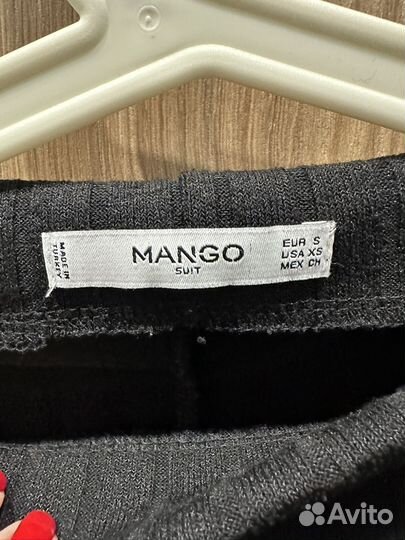 MADE IN
TURKEY
MANGO
SUIT
EUR S
USA XS
MEX CH
Avito